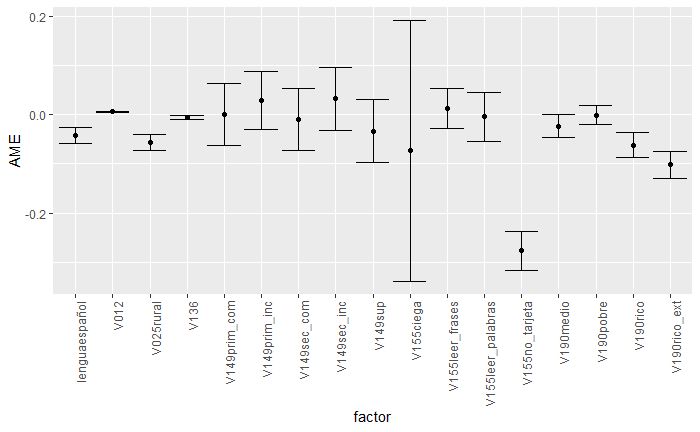 0.2
0.0
-0.2
AME
lenguaespañol
V012
V025rural
V136
V149prim_com
V149prim_inc
V149sec_com
V149sec_inc
V149sup
V155ciega
V155leer_frases
V155leer_palabras
V155no_tarjeta
V190medio
V190pobre
V190rico
V190rico_ext
factor